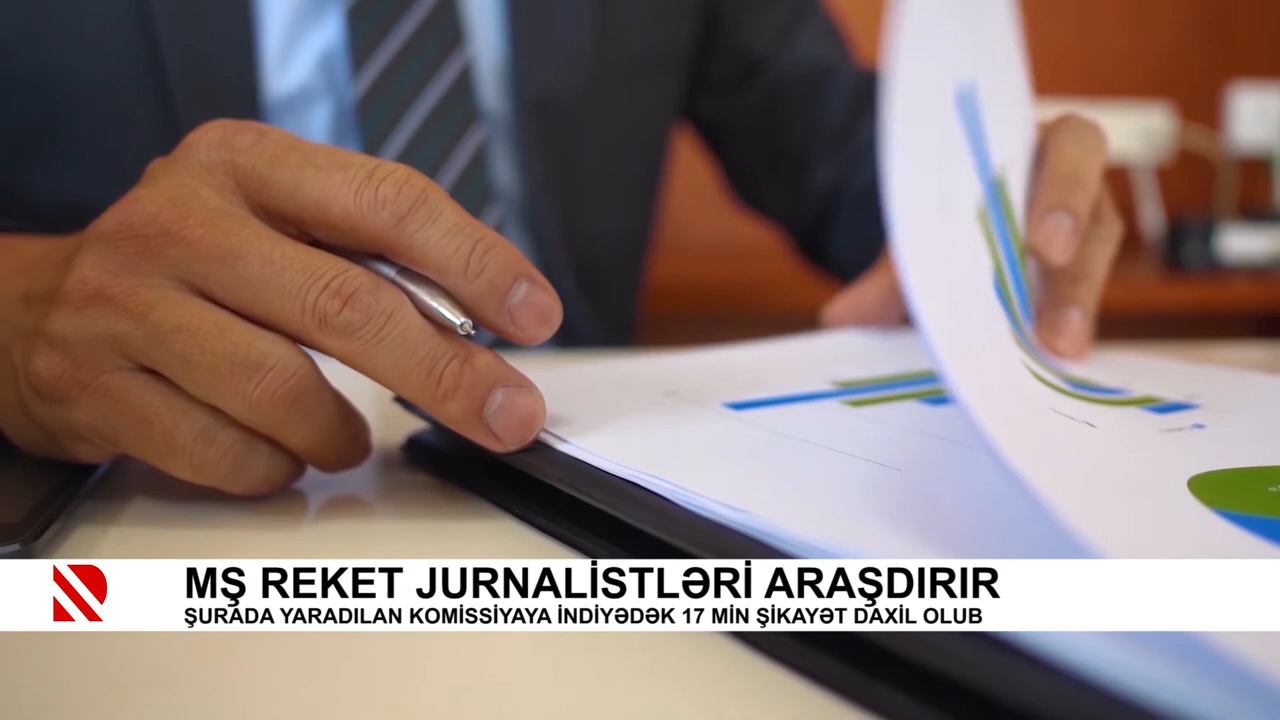 MŞ REKET JURNALİSTLƏRİ ARAŞDIRIR
ŞURADA YARADILAN KOMİSSİYAYA İNDİYƏDƏK 17 MİN ŞİKAYƏT DAXİL OLUB